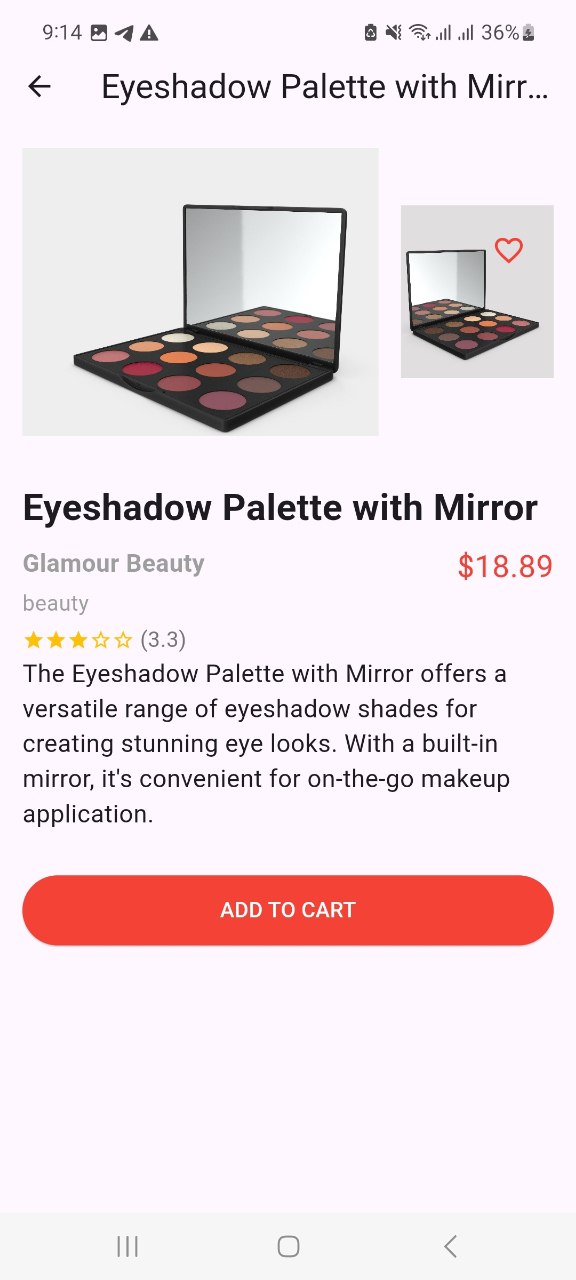 9:14
36%
Eyeshadow Palette with Mirr...
Eyeshadow Palette with Mirror
Glamour Beauty
$18.89
beauty
(3.3)
The Eyeshadow Palette with Mirror offers a
versatile range of eyeshadow shades for
creating stunning eye looks. With a built-in
mirror, it's convenient for on-the-go makeup
application.
ADD TO CART